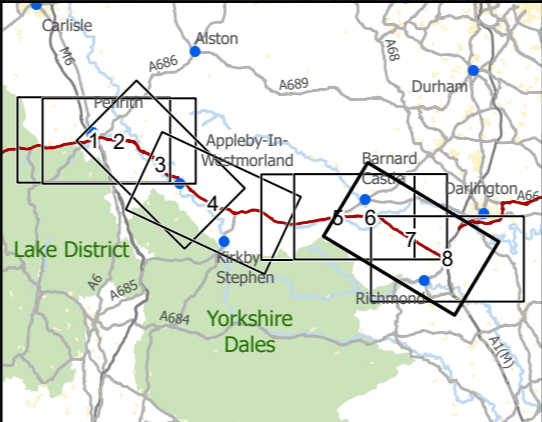 Carlisle
M6
A686
Alston
A689
A68
Durham
Penrith
1
2
3
4
Appleby-In-
Westmorland
Barnard
Castle
Darlington
A66
5
6
7
8
Lake District
A6
A685
Kirkby
Stephen
Richmond
A684
Yorkshire
Dales
A1(M)